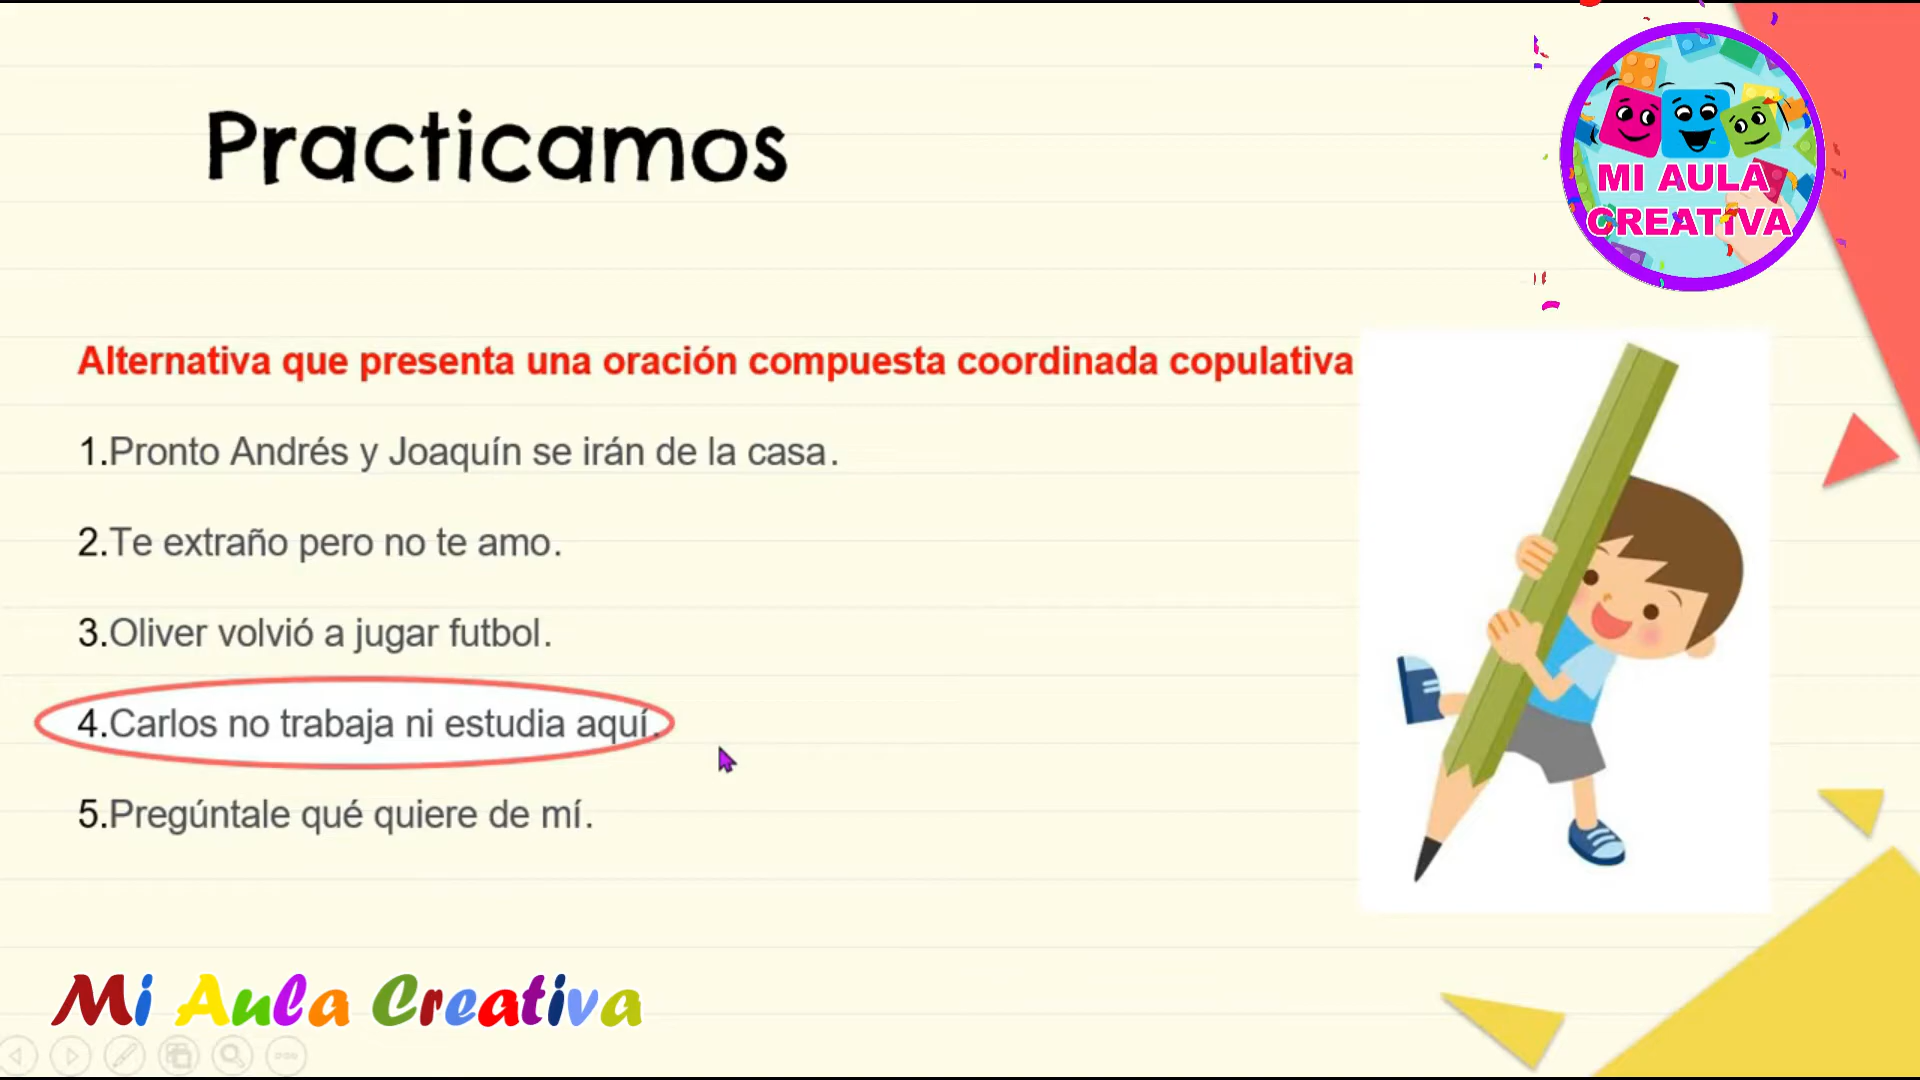 Practicamos
MI AULA
CREATIVA
Alternativa que presenta una oración compuesta coordinada copulativa
1.Pronto Andrés y Joaquín se irán de la casa.
2.Te extraño pero no te amo.
3.Oliver volvió a jugar futbol.
4.Carlos no trabaja ni estudia aquí.
5.Pregúntale qué quiere de mí.
Mi Aula Creativa